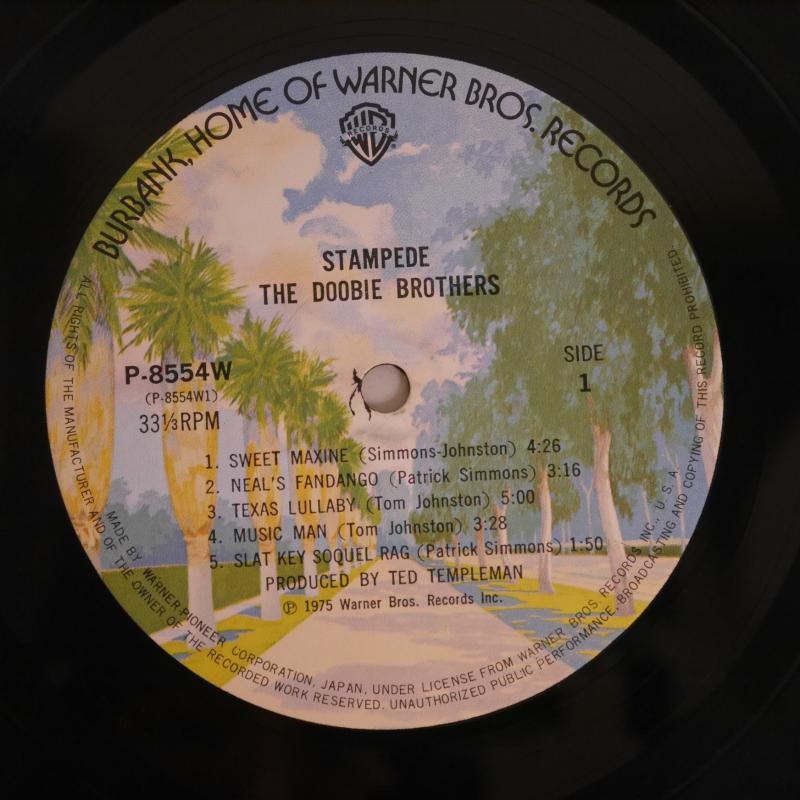 BURBANK, HOME OF WARNER BROS. RECORDS
RECORDS
WB
STAMPEDE
THE DOOBIE BROTHERS
P-8554W
(P-8554W1)
33⅓RPM
SIDE
1
1. SWEET MAXINE (Simmons-Johnston) 4:26
2. NEAL'S FANDANGO (Patrick Simmons) 3:16
3. TEXAS LULLABY (Tom Johnston) 5:00
4. MUSIC MAN (Tom Johnston) 3:28
5. SLAT KEY SOQUEL RAG (Patrick Simmons) 1:50
PRODUCED BY TED TEMPLEMAN
Ⓟ 1975 Warner Bros. Records Inc.
MADE BY WARNER-PIONEER CORPORATION, JAPAN, UNDER LICENSE FROM WARNER BROS. RECORDS INC., U.S.A.
ALL RIGHTS OF THE MANUFACTURER AND OF THE OWNER OF THE RECORDED WORK RESERVED. UNAUTHORIZED PUBLIC PERFORMANCE, BROADCASTING AND COPYING OF THIS RECORD PROHIBITED